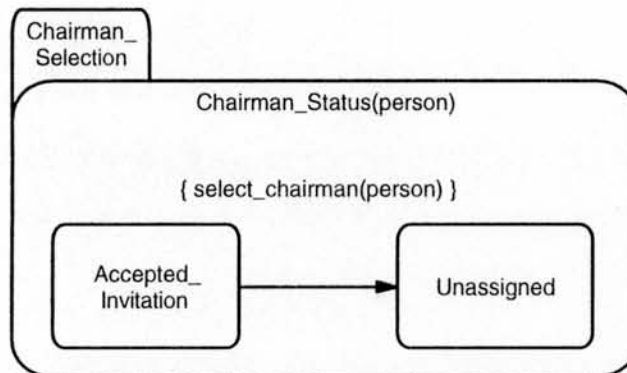 Chairman_
Selection
Chairman_Status(person)
{ select_chairman(person) }
Accepted_
Invitation
Unassigned